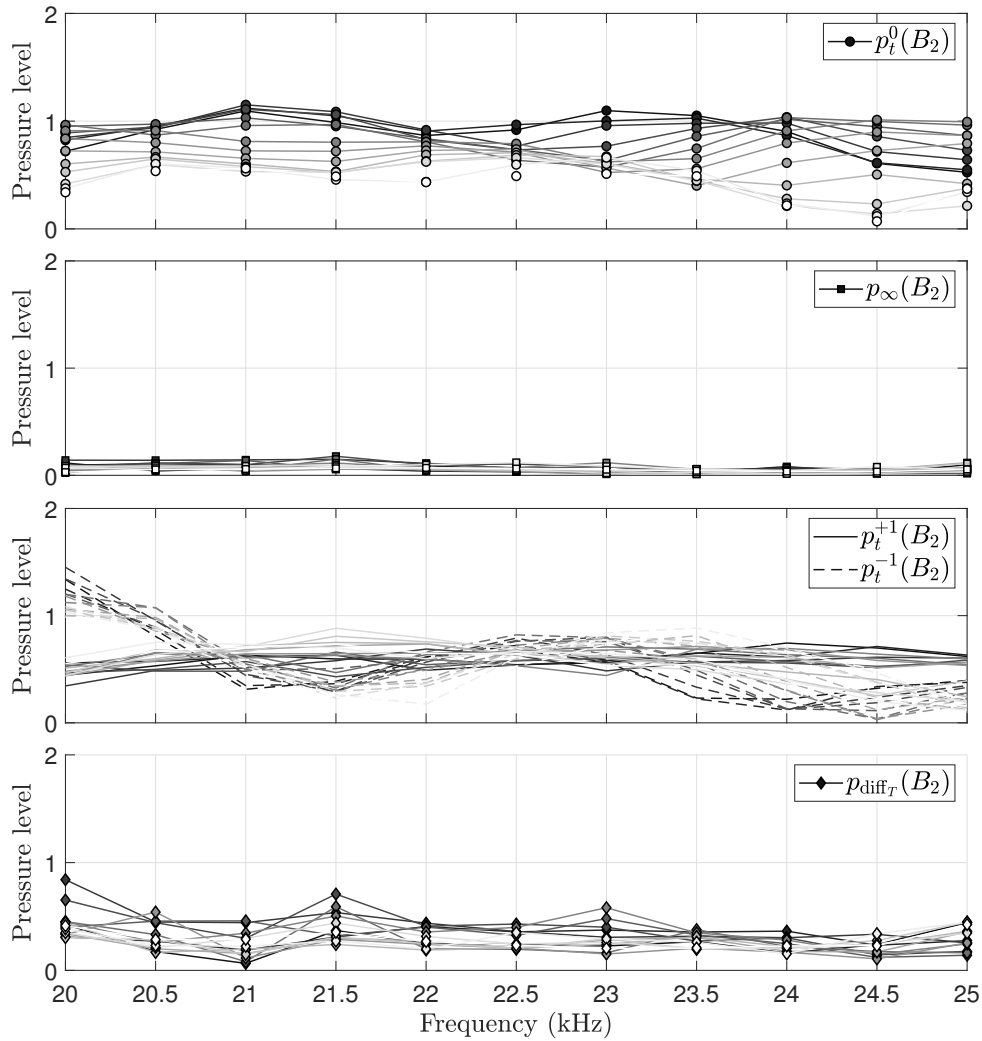 2
1
0
Pressure level
p_t^0(B_2)
2
1
0
Pressure level
p_∞(B_2)
2
1
0
Pressure level
p_t^{+1}(B_2)
p_t^{-1}(B_2)
2
1
0
Pressure level
p_{diff_T}(B_2)
20 20.5 21 21.5 22 22.5 23 23.5 24 24.5 25
Frequency (kHz)